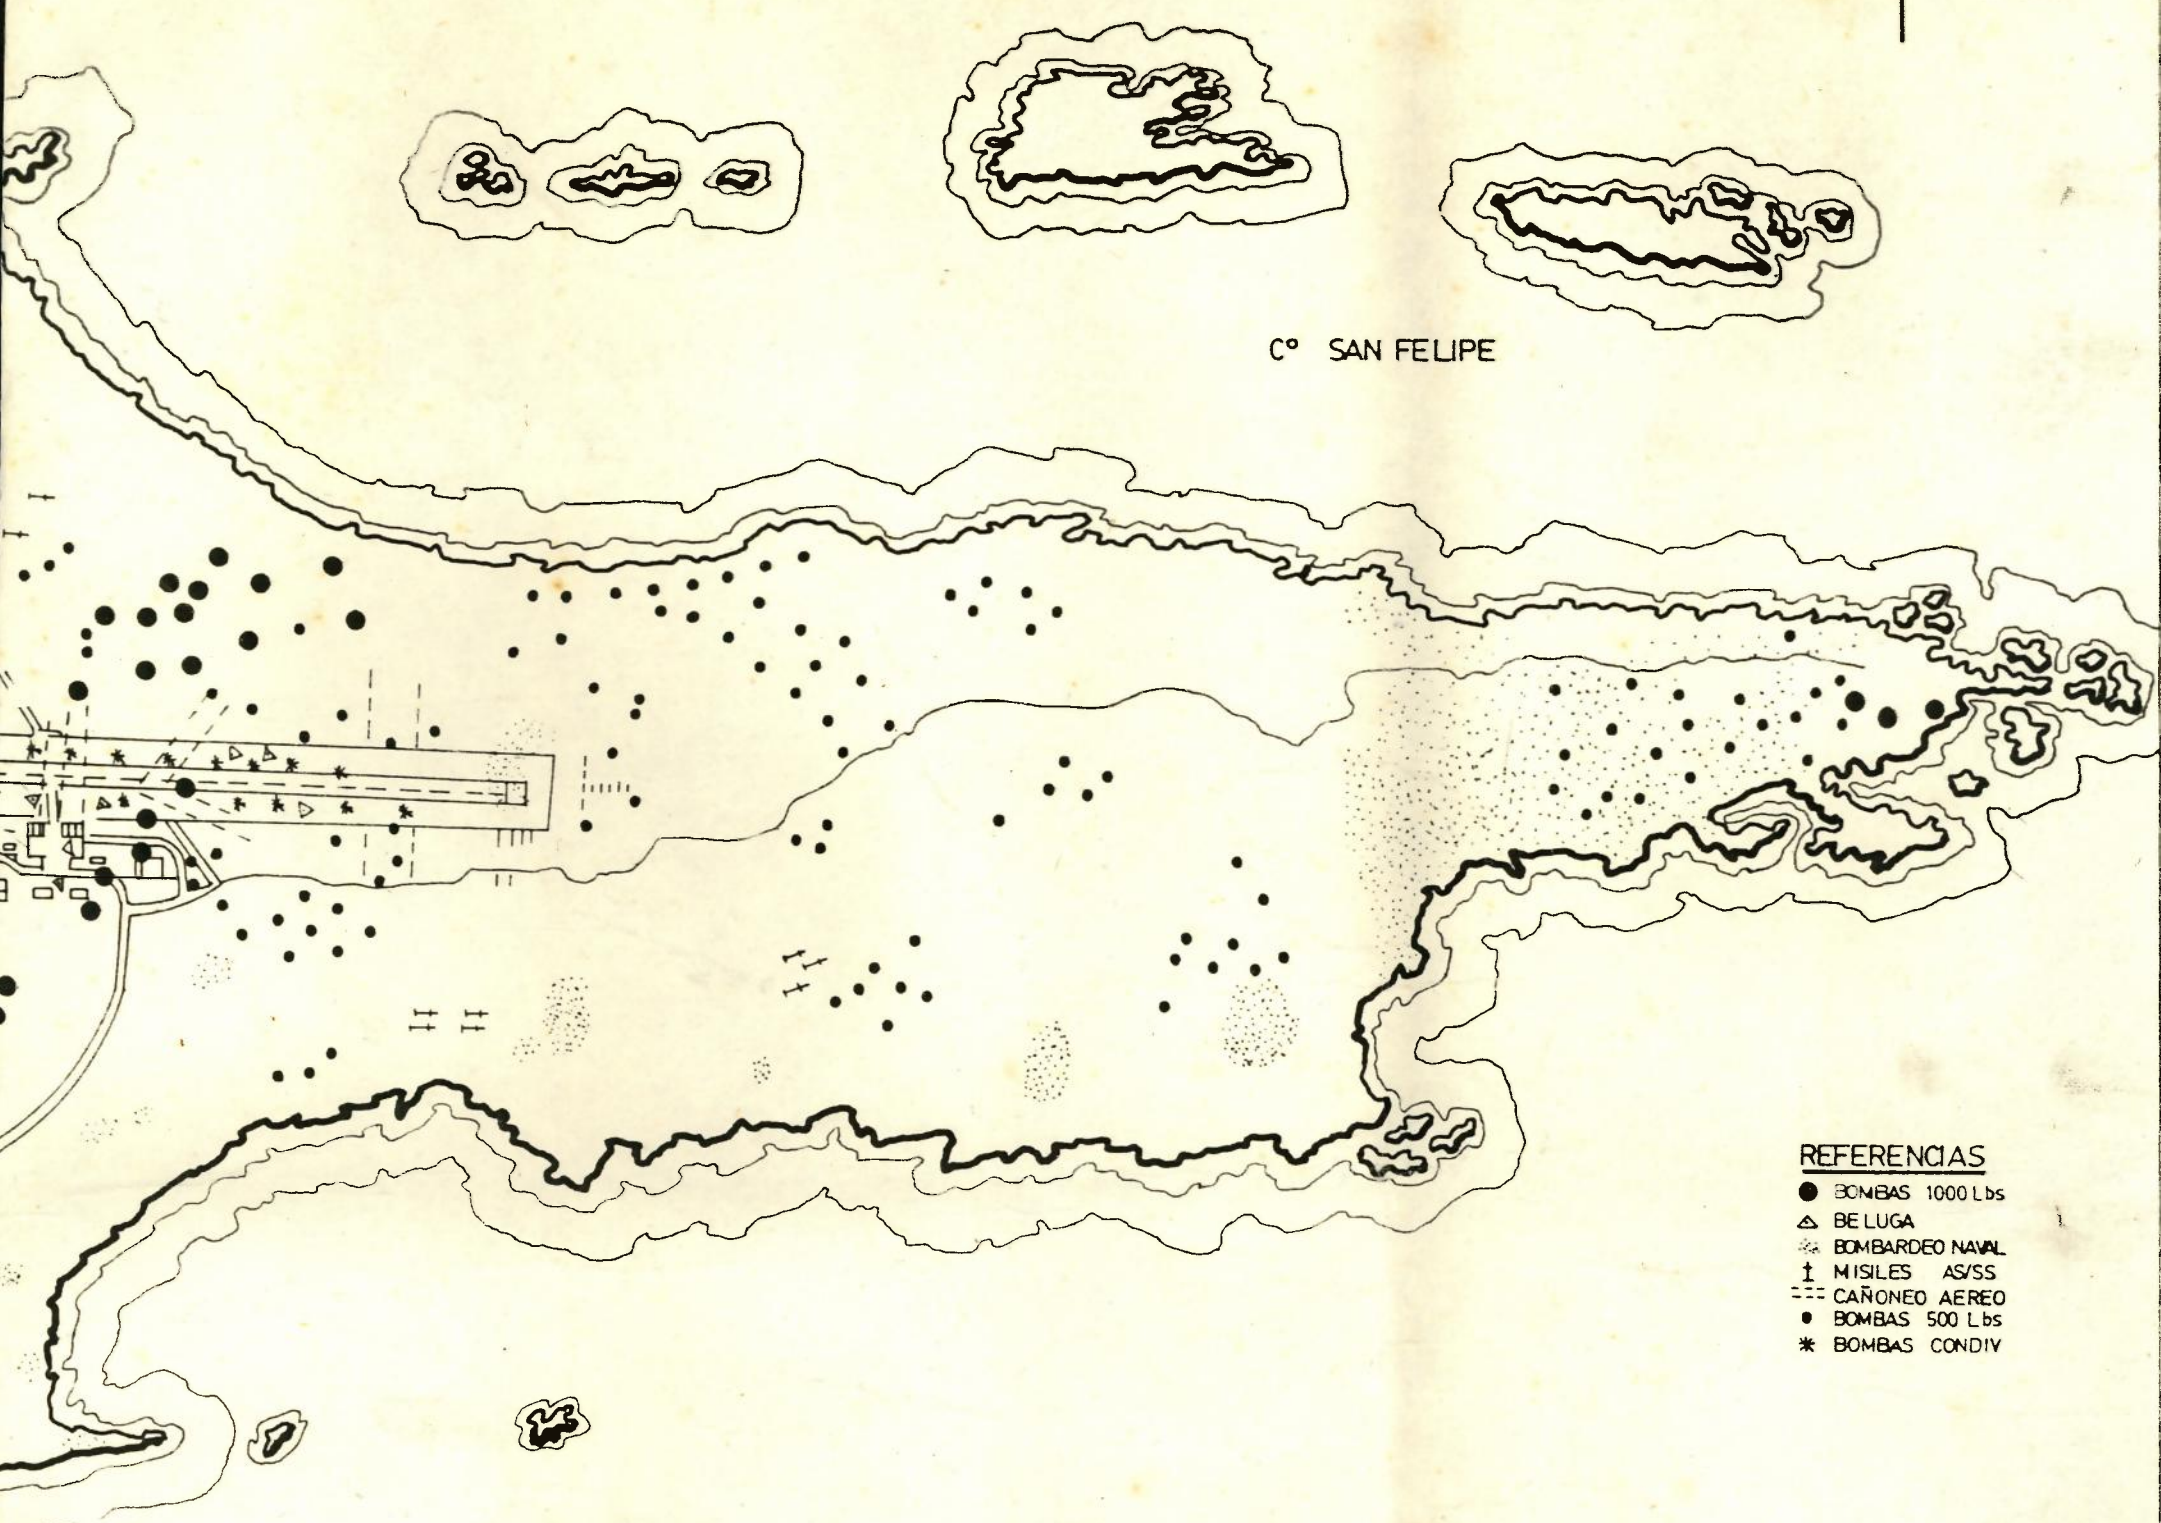 Cº SAN FELIPE
REFERENCIAS
BOMBAS 1000 Lbs
BELUGA
BOMBARDEO NAVAL
MISILES AS/SS
CAÑONEO AEREO
BOMBAS 500 Lbs
BOMBAS CONDIV